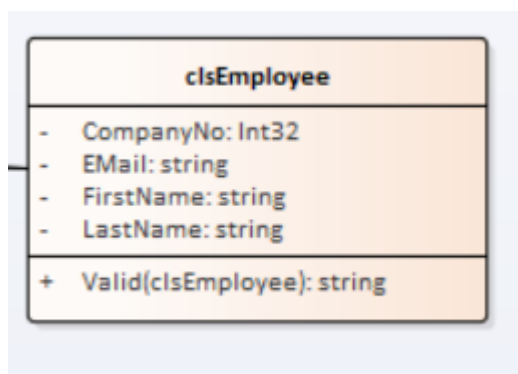 clsEmployee
- CompanyNo: Int32
- EMail: string
- FirstName: string
- LastName: string
+ Valid(clsEmployee): string